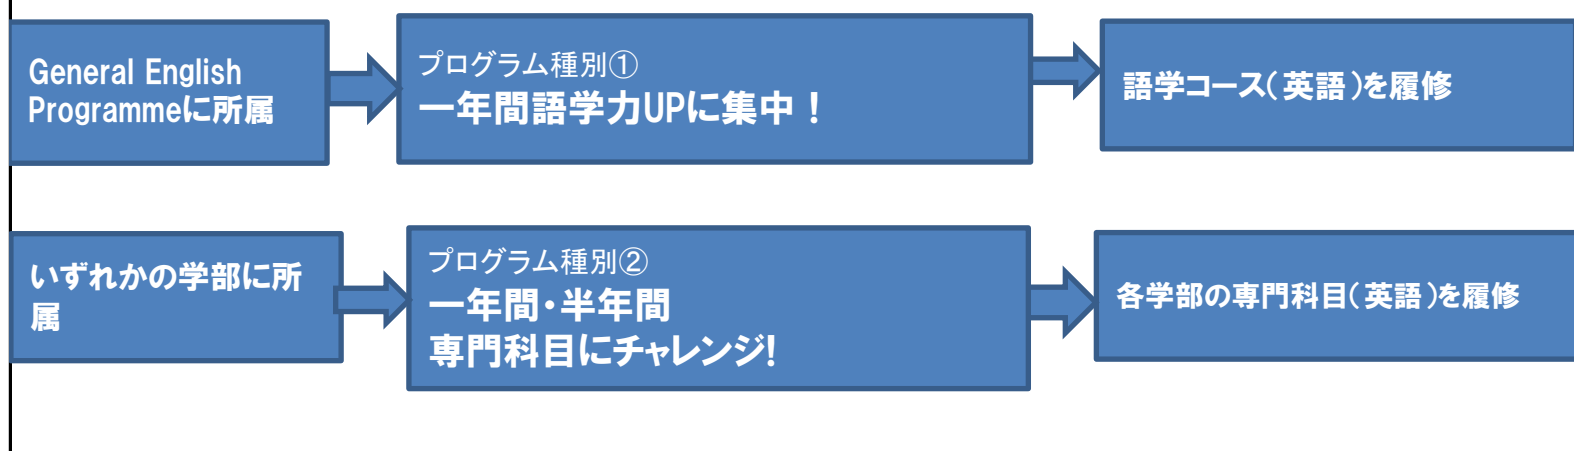 General English
Programmeに所属
プログラム種別①
一年間語学力UPに集中！
語学コース（英語）を履修
いずれかの学部に所
属
プログラム種別②
一年間・半年間
専門科目にチャレンジ!
各学部の専門科目（英語）を履修